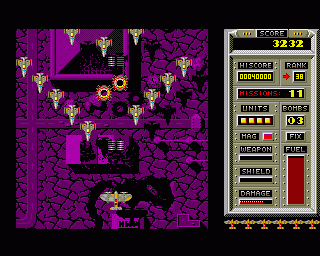 SCORE
3232
HISCORE RANK
00040000 38
MISSIONS: 11
UNITS BOMBS
03
MAG FIX
WEAPON FUEL
SHIELD
DAMAGE